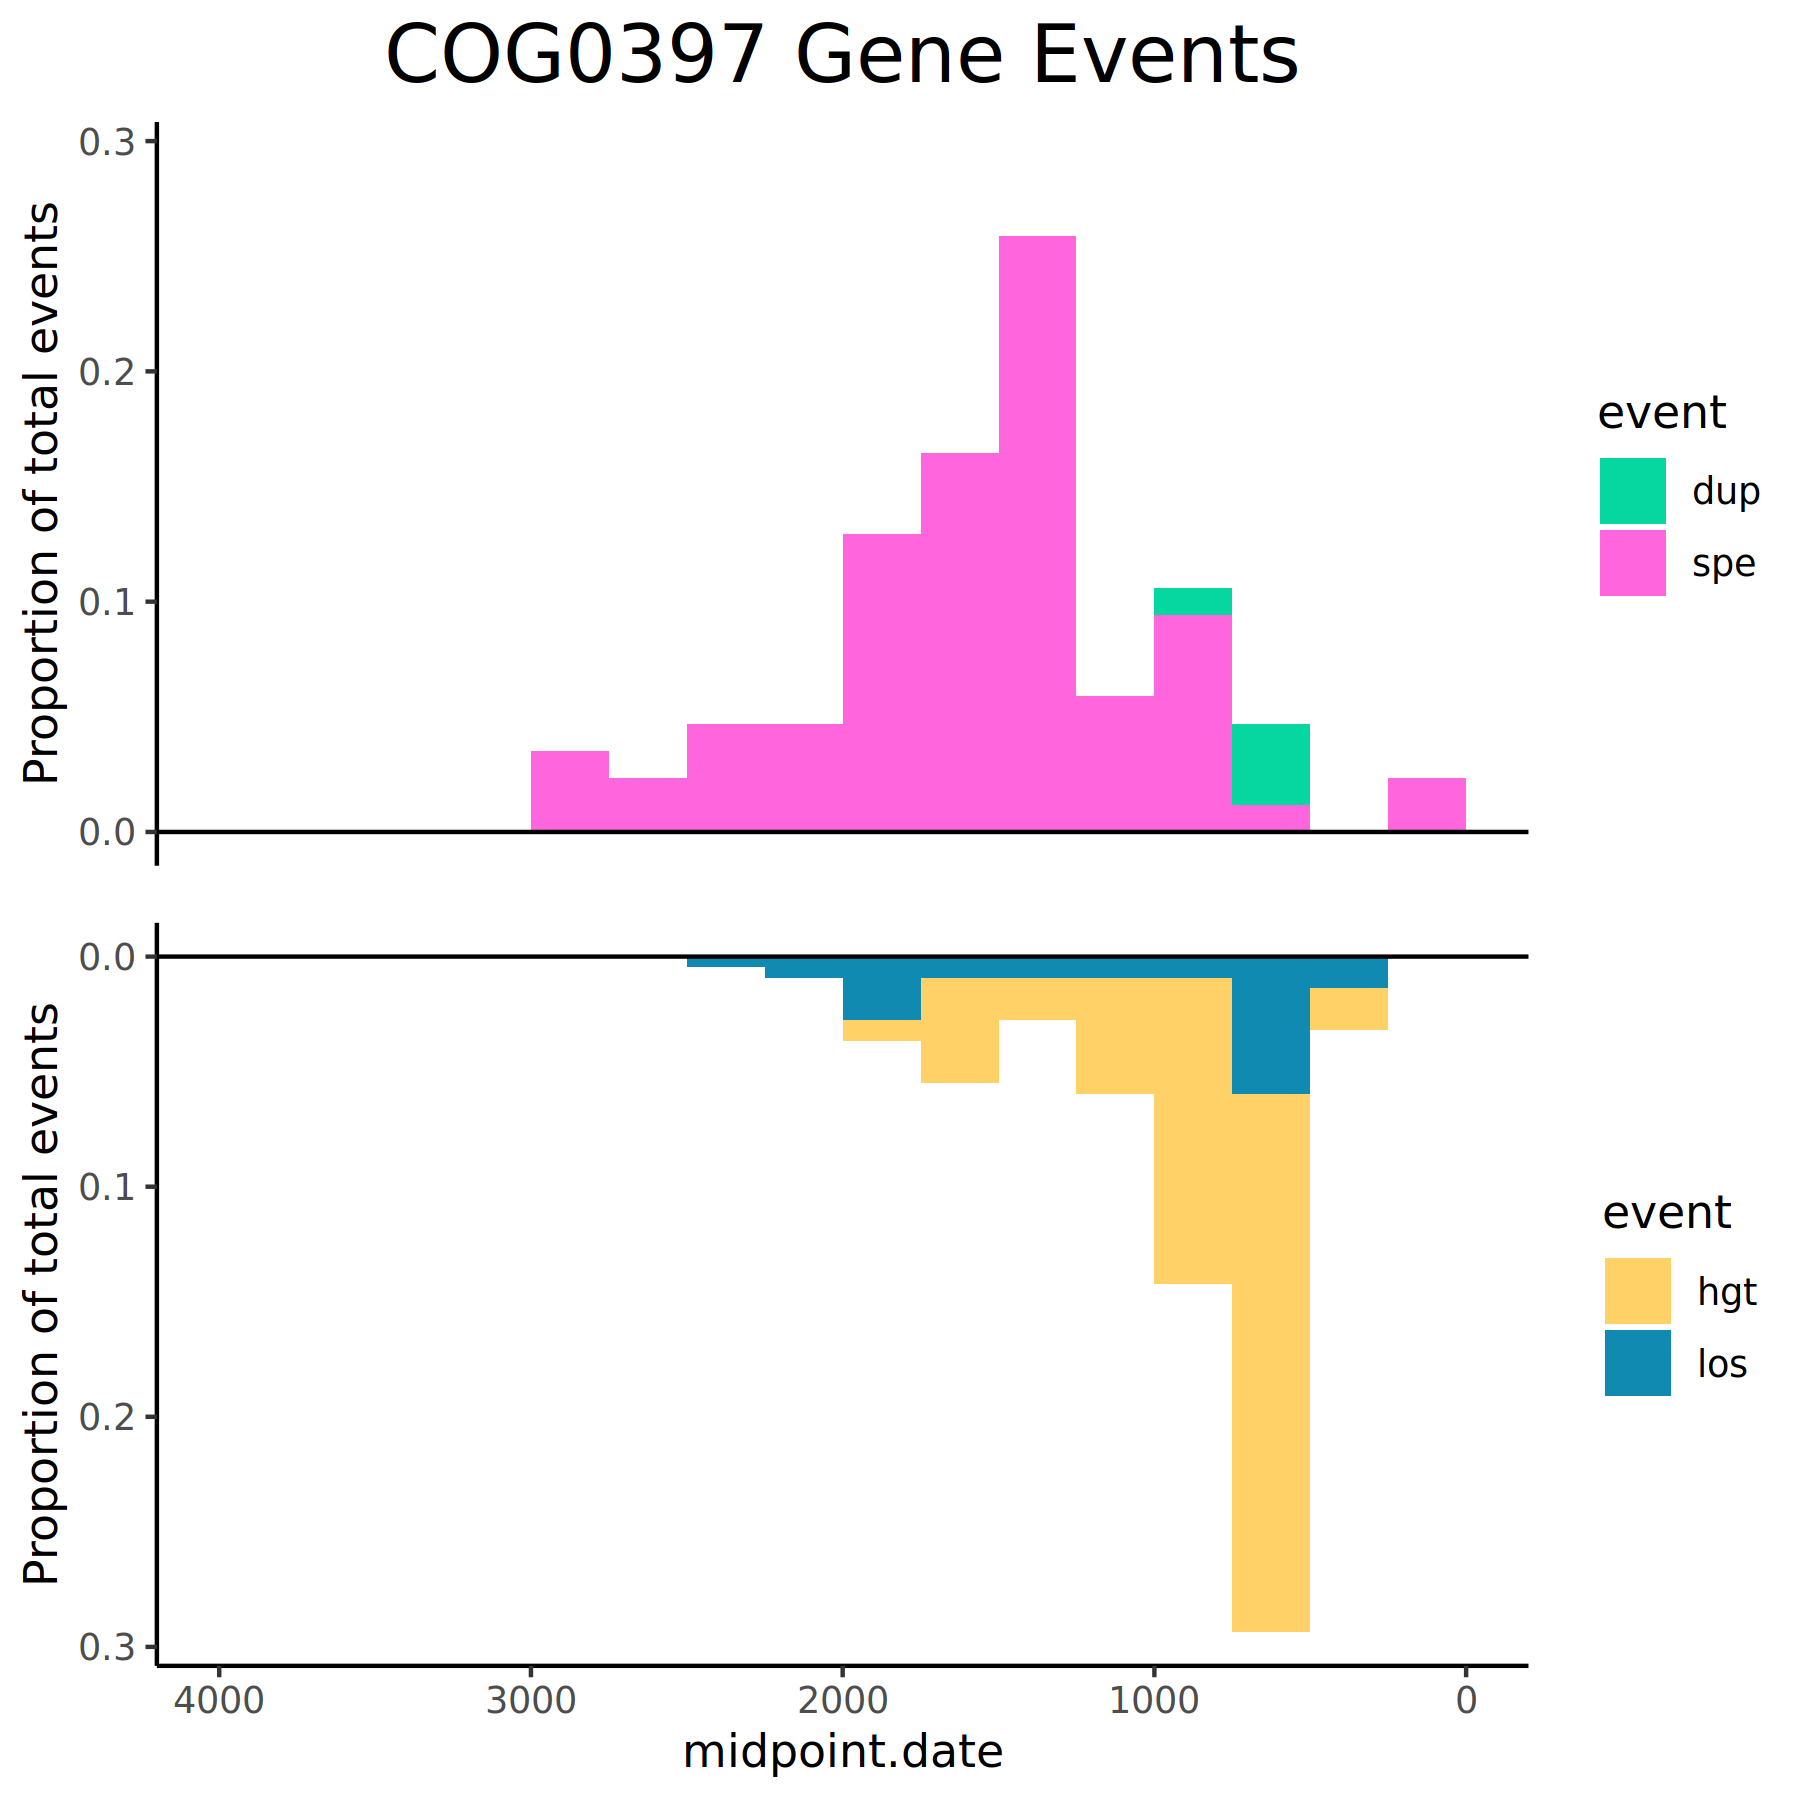 COG0397 Gene Events
Proportion of total events
0.3
0.2
0.1
0.0
event
dup
spe
Proportion of total events
0.0
0.1
0.2
0.3
event
hgt
los
4000 3000 2000 1000 0
midpoint.date